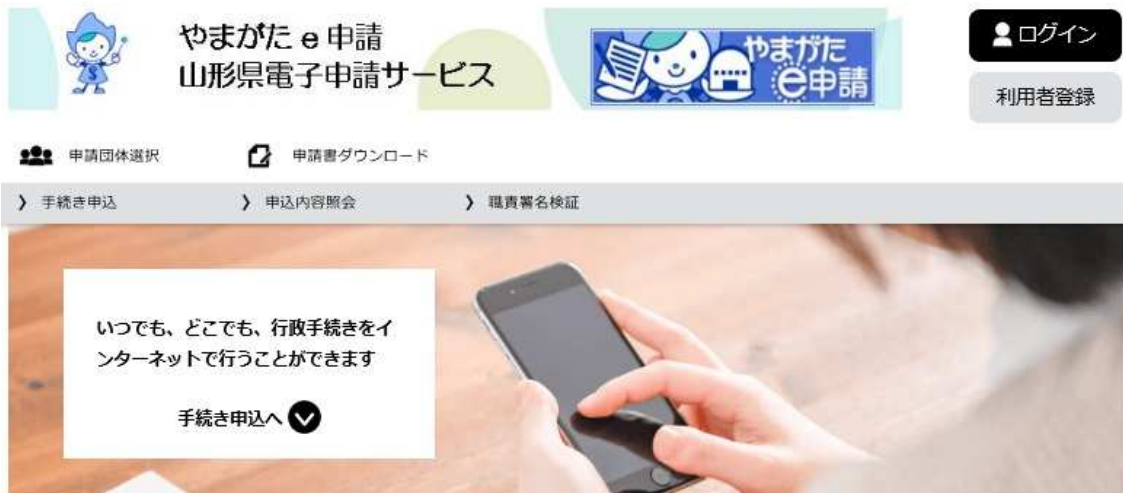 やまがた e 申請
山形県電子申請サービス
やまがた
e申請
ログイン
利用者登録
申請団体選択
申請書ダウンロード
手続き申込
申込内容照会
職責署名検証
いつでも、どこでも、行政手続きをイ
ンターネットで行うことができます
手続き申込へ
S